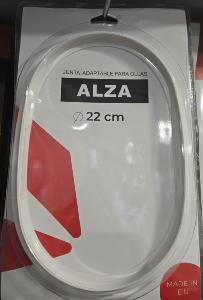 JUNTA ADAPTABLE PARA OLLAS
ALZA
Ø 22 cm
MADE IN
EU